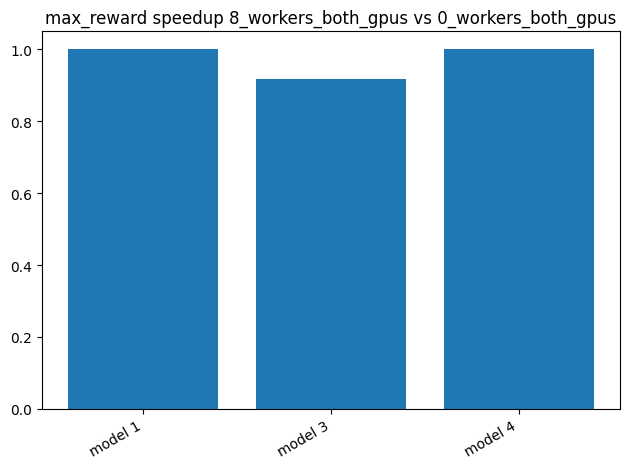 max_reward speedup 8_workers_both_gpus vs 0_workers_both_gpus
1.0
0.8
0.6
0.4
0.2
0.0
model 1
model 3
model 4